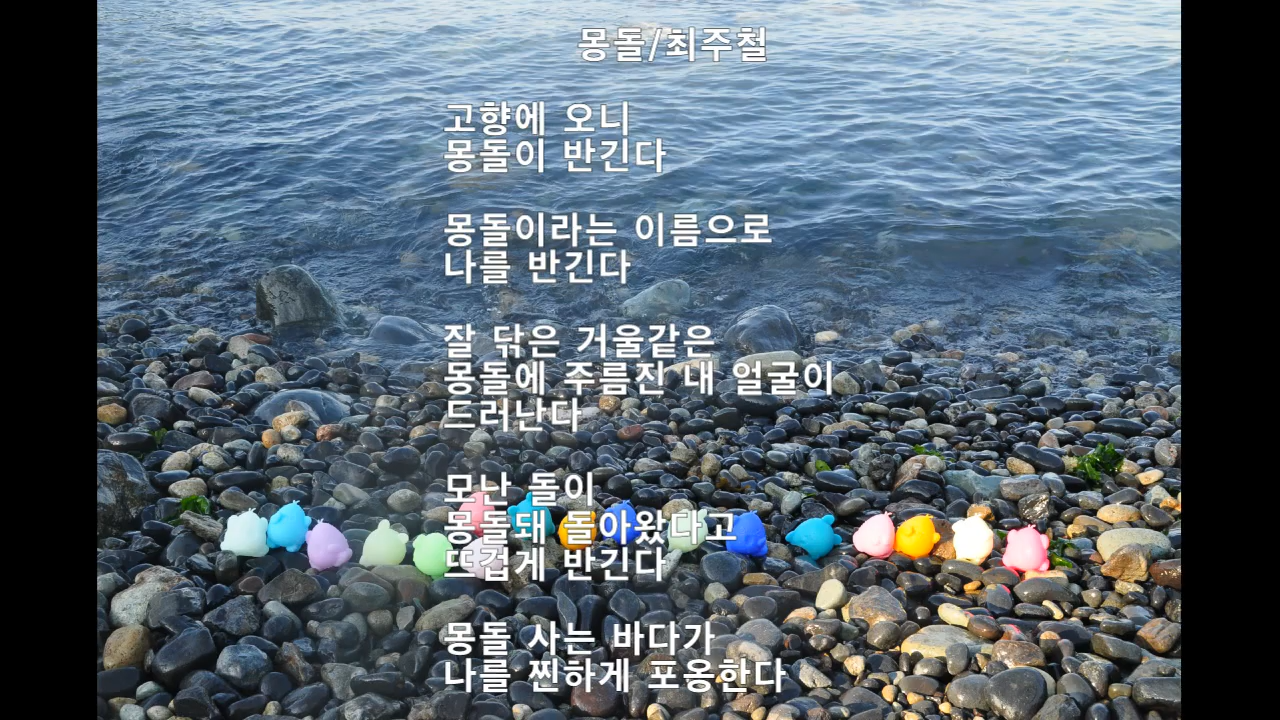 몽돌/최주철
고향에 오니
몽돌이 반긴다
몽돌이라는 이름으로
나를 반긴다
잘 닦은 거울같은
몽돌에 주름진 내 얼굴이
드러난다
모난 돌이
몽돌돼 돌아왔다고
뜨겁게 반긴다
몽돌 사는 바다가
나를 찐하게 포옹한다